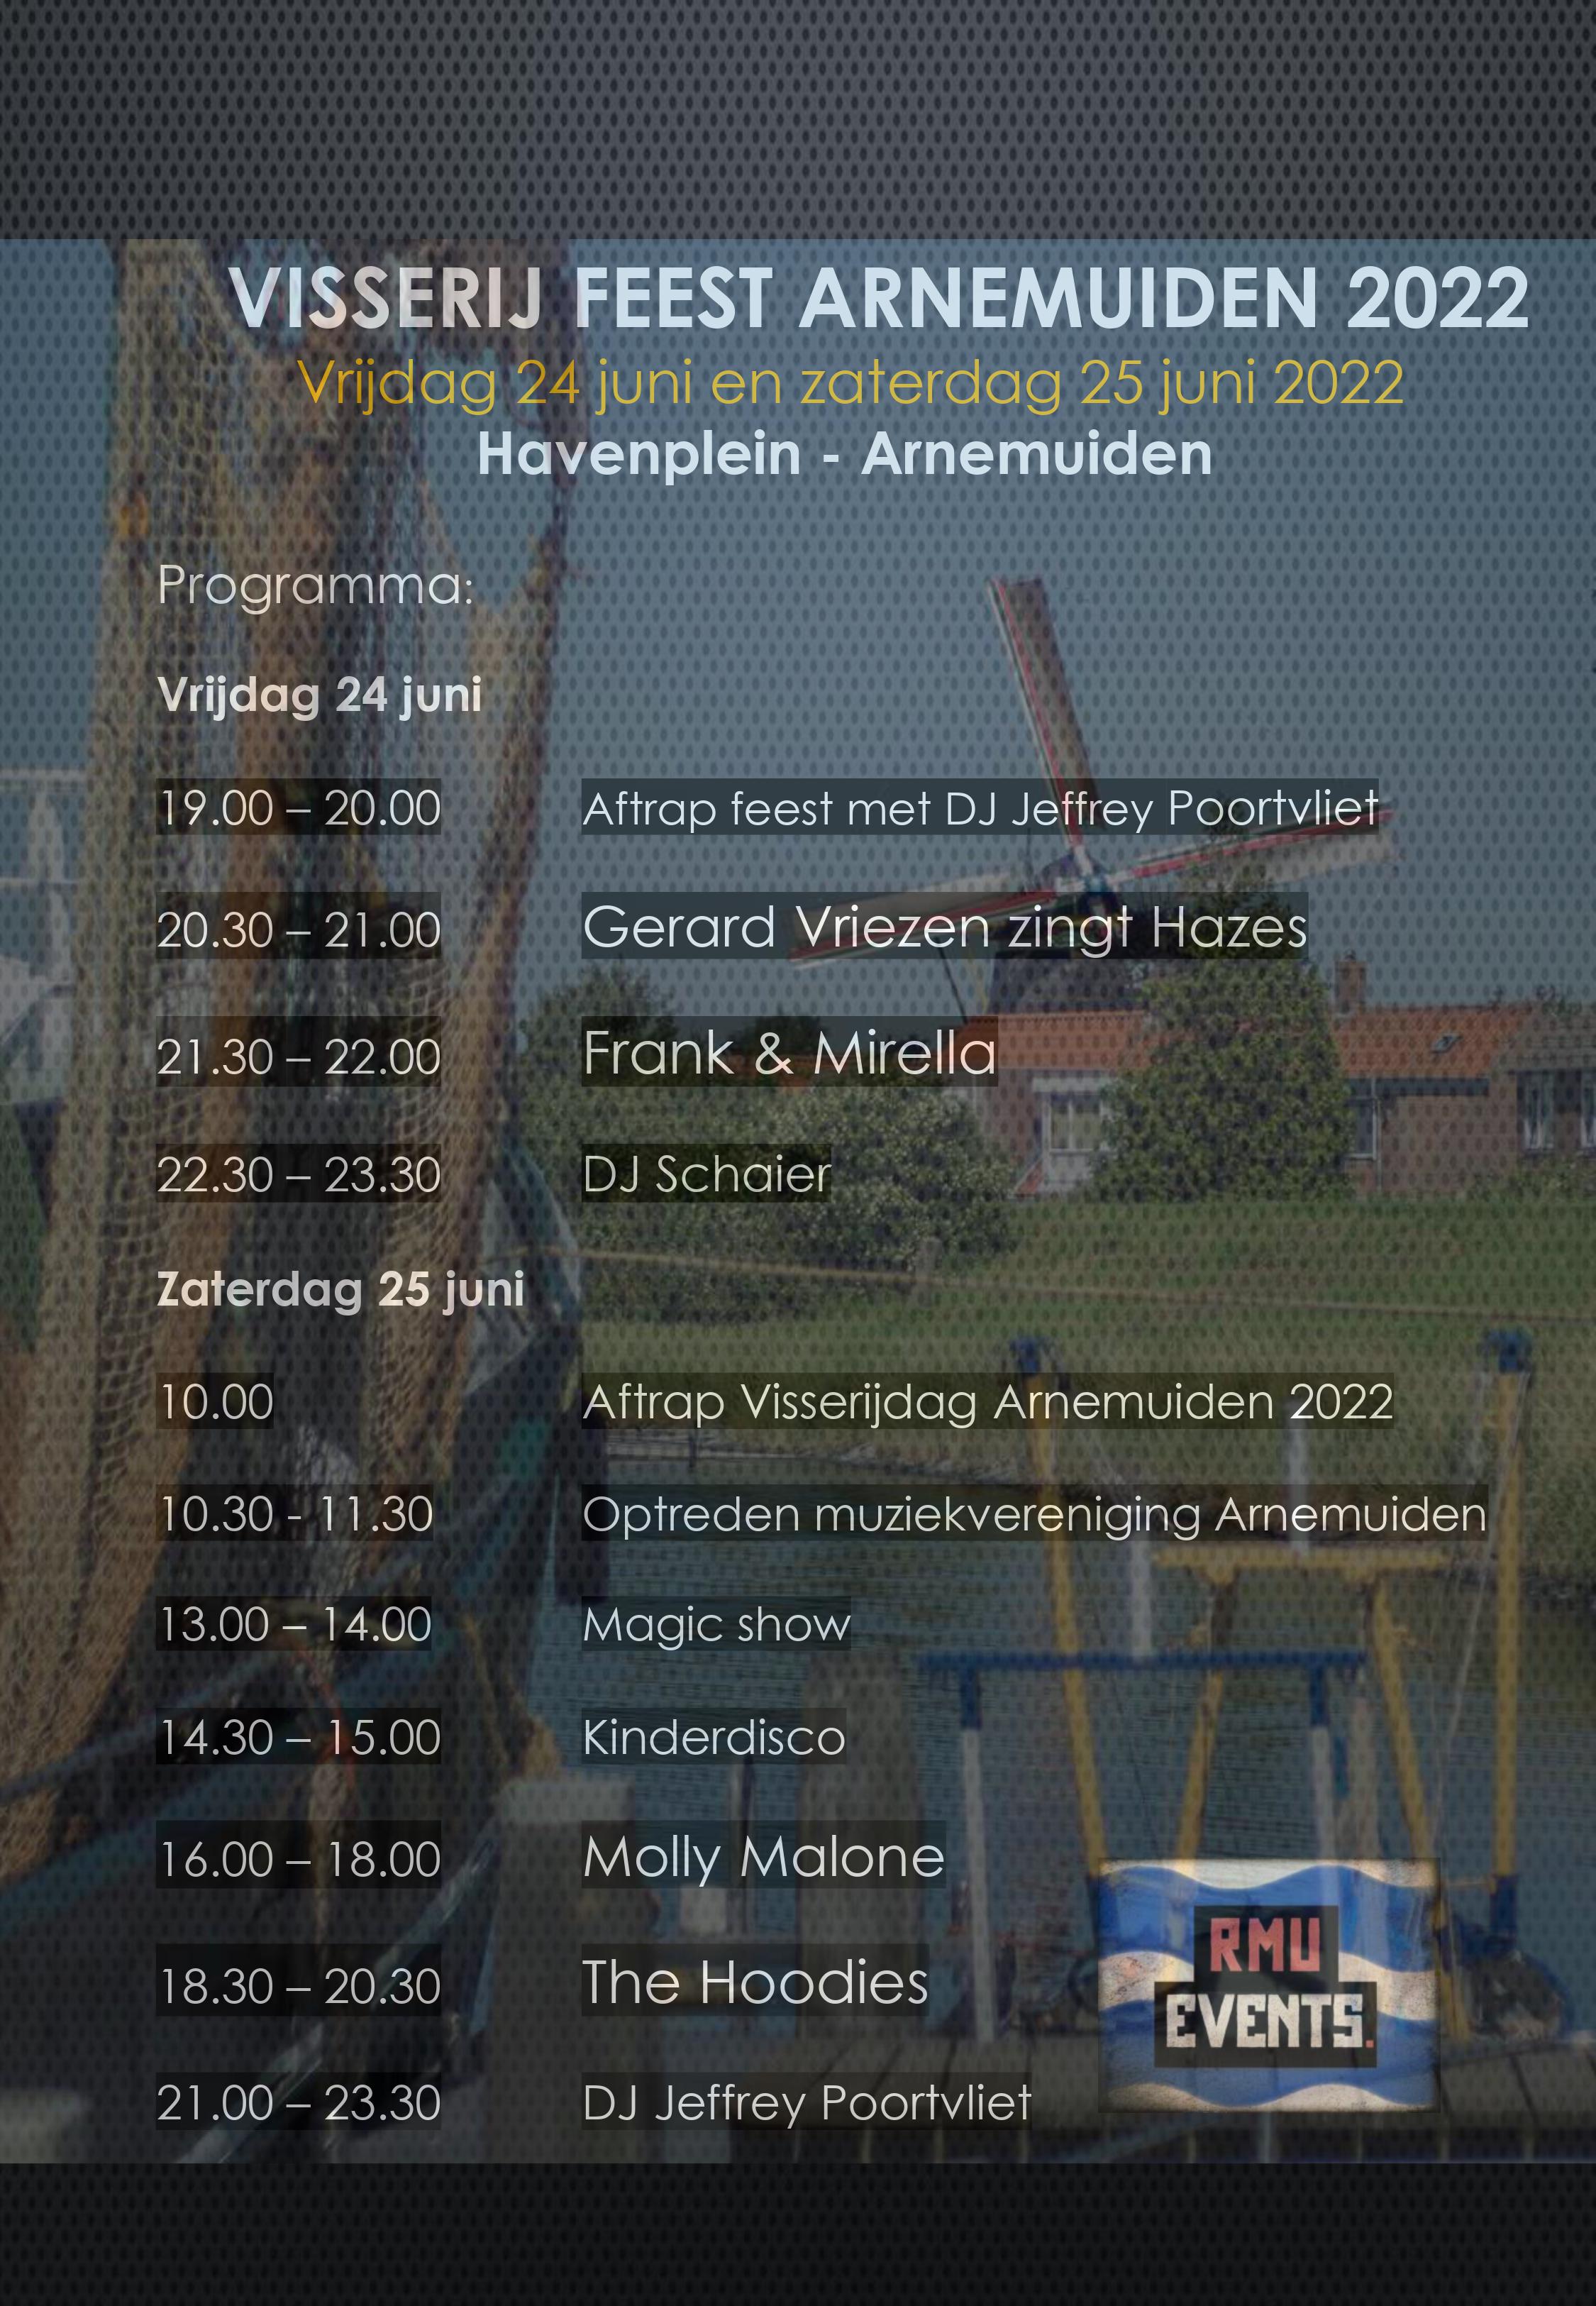 VISSERIJ FEEST ARNEMUIDEN 2022
Vrijdag 24 juni en zaterdag 25 juni 2022
Havenplein - Arnemuiden
Programma:
Vrijdag 24 juni
19.00 – 20.00 Aftrap feest met DJ Jeffrey Poortvliet
20.30 – 21.00 Gerard Vriezen zingt Hazes
21.30 – 22.00 Frank & Mirella
22.30 – 23.30 DJ Schaier
Zaterdag 25 juni
10.00 Aftrap Visserijdag Arnemuiden 2022
10.30 - 11.30 Optreden muziekvereniging Arnemuiden
13.00 – 14.00 Magic show
14.30 – 15.00 Kinderdisco
16.00 – 18.00 Molly Malone
18.30 – 20.30 The Hoodies
21.00 – 23.30 DJ Jeffrey Poortvliet
RMU
EVENTS.